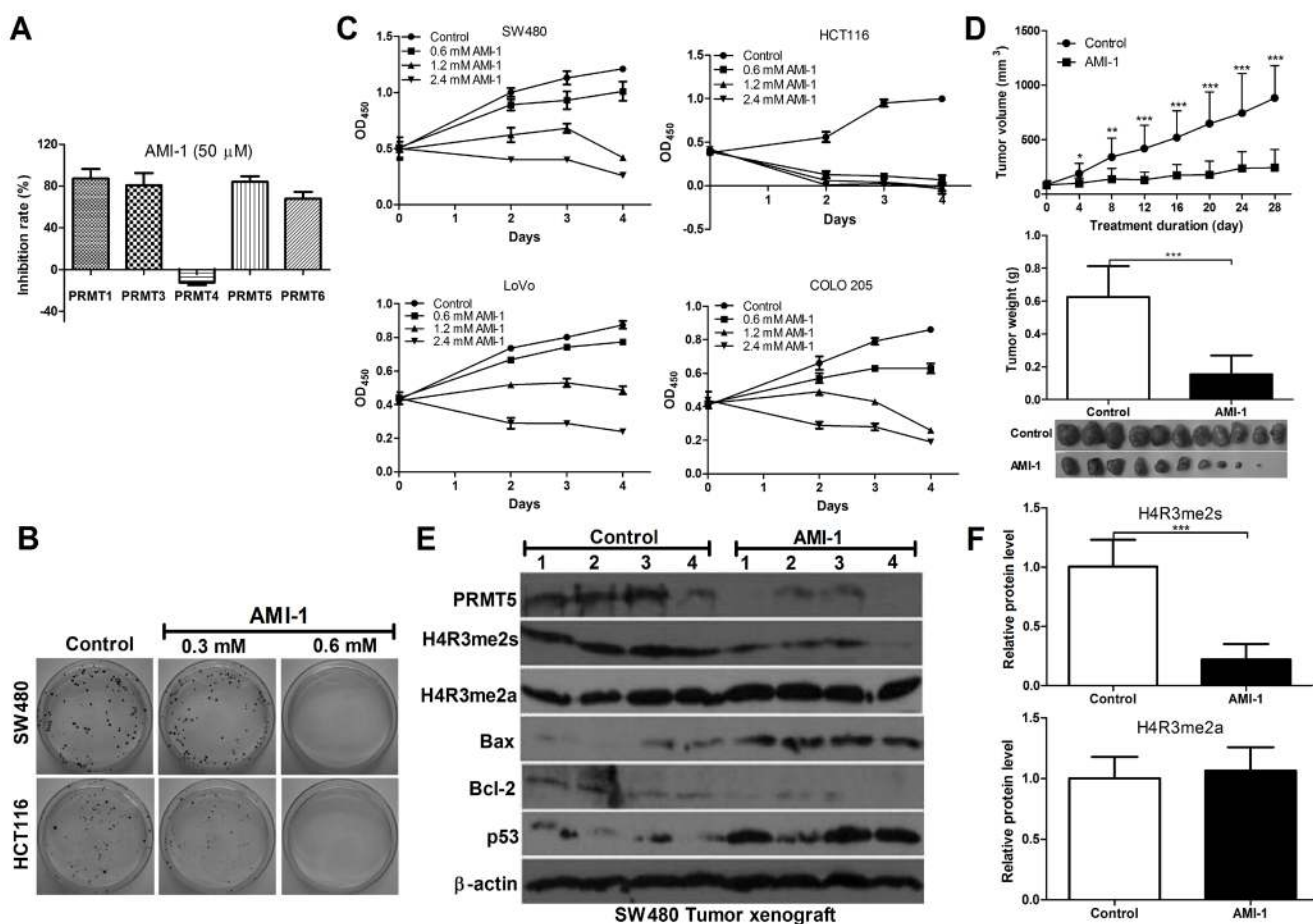 A
AMI-1 (50 μM)
Inhibition rate (%)
120
80
40
0
-40
PRMT1 PRMT3 PRMT4 PRMT5 PRMT6
B
AMI-1
Control 0.3 mM 0.6 mM
SW480
HCT116
C
SW480
Control
0.6 mM AMI-1
1.2 mM AMI-1
2.4 mM AMI-1
OD450
1.5
1.0
0.5
0.0
0 1 2 3 4
Days
HCT116
Control
0.6 mM AMI-1
1.2 mM AMI-1
2.4 mM AMI-1
OD450
1.5
1.0
0.5
0.0
-0.5
1 2 3 4
Days
LoVo
Control
0.6 mM AMI-1
1.2 mM AMI-1
2.4 mM AMI-1
OD450
1.0
0.8
0.6
0.4
0.2
0.0
0 1 2 3 4
Days
COLO 205
Control
0.6 mM AMI-1
1.2 mM AMI-1
2.4 mM AMI-1
OD450
1.0
0.8
0.6
0.4
0.2
0.0
0 1 2 3 4
Days
D
Control
AMI-1
Tumor volume (mm3)
1500
1000
500
0
* ** *** *** *** *** ***
0 4 8 12 16 20 24 28
Treatment duration (day)
Tumor weight (g)
1.0
0.8
0.6
0.4
0.2
0.0
***
Control AMI-1
Control
AMI-1
E
Control AMI-1
1 2 3 4 1 2 3 4
PRMT5
H4R3me2s
H4R3me2a
Bax
Bcl-2
p53
β-actin
SW480 Tumor xenograft
F
H4R3me2s
***
Relative protein level
1.5
1.0
0.5
0.0
Control AMI-1
H4R3me2a
Relative protein level
1.5
1.0
0.5
0.0
Control AMI-1